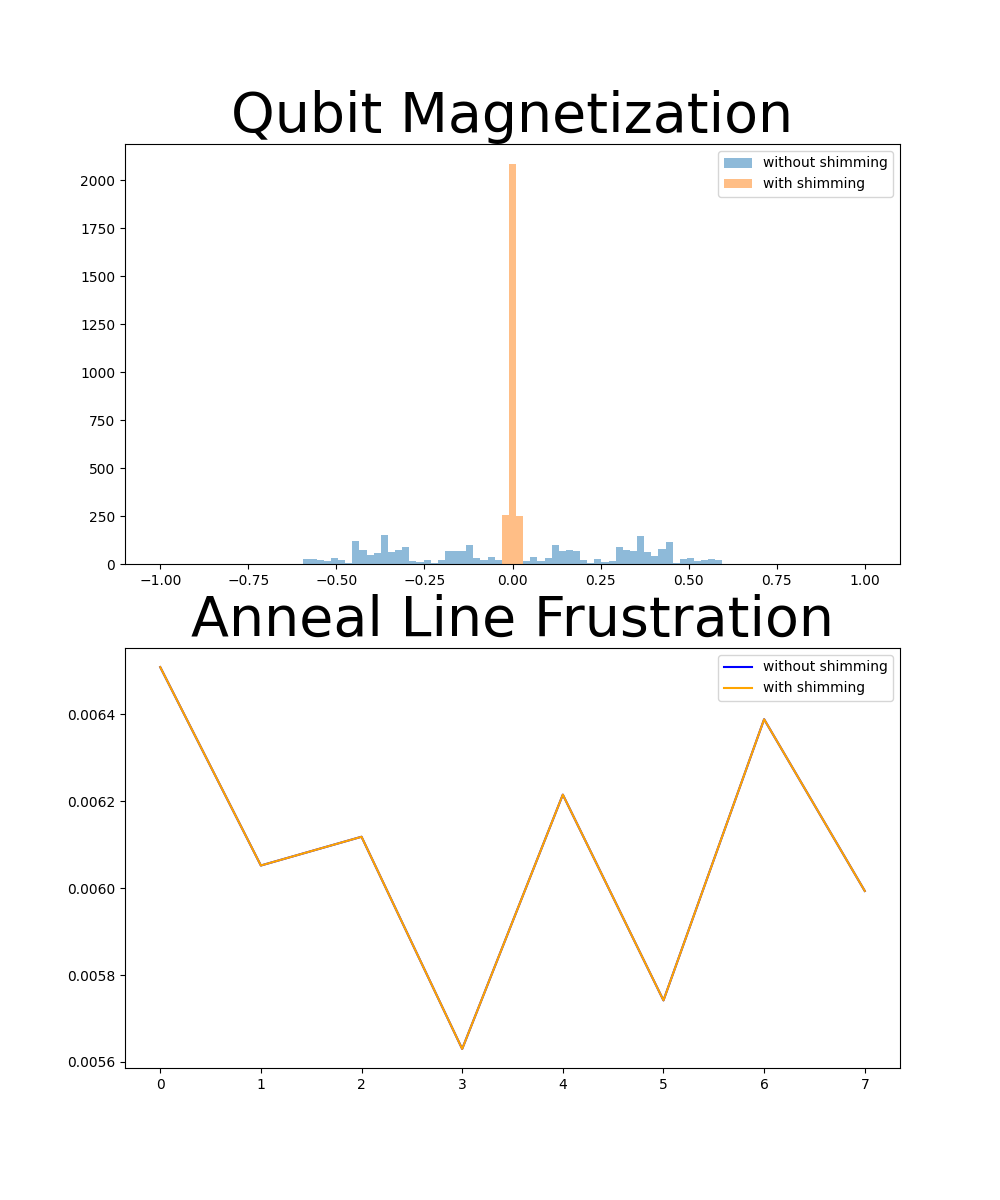 Qubit Magnetization
without shimming
with shimming
2000
1750
1500
1250
1000
750
500
250
0
−1.00 −0.75 −0.50 −0.25 0.00 0.25 0.50 0.75 1.00
Anneal Line Frustration
without shimming
with shimming
0.0064
0.0062
0.0060
0.0058
0.0056
0 1 2 3 4 5 6 7